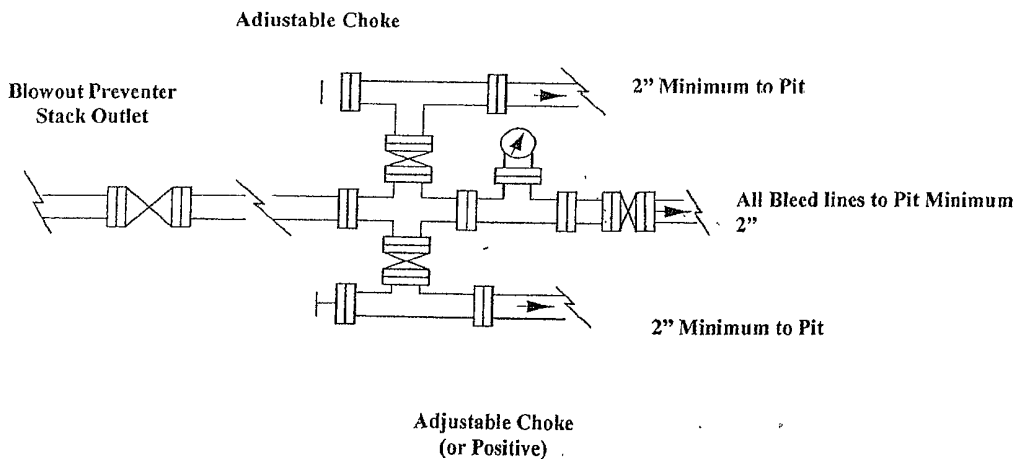 Adjustable Choke
Blowout Preventer
Stack Outlet
2" Minimum to Pit
All Bleed lines to Pit Minimum
2"
2" Minimum to Pit
Adjustable Choke
(or Positive)